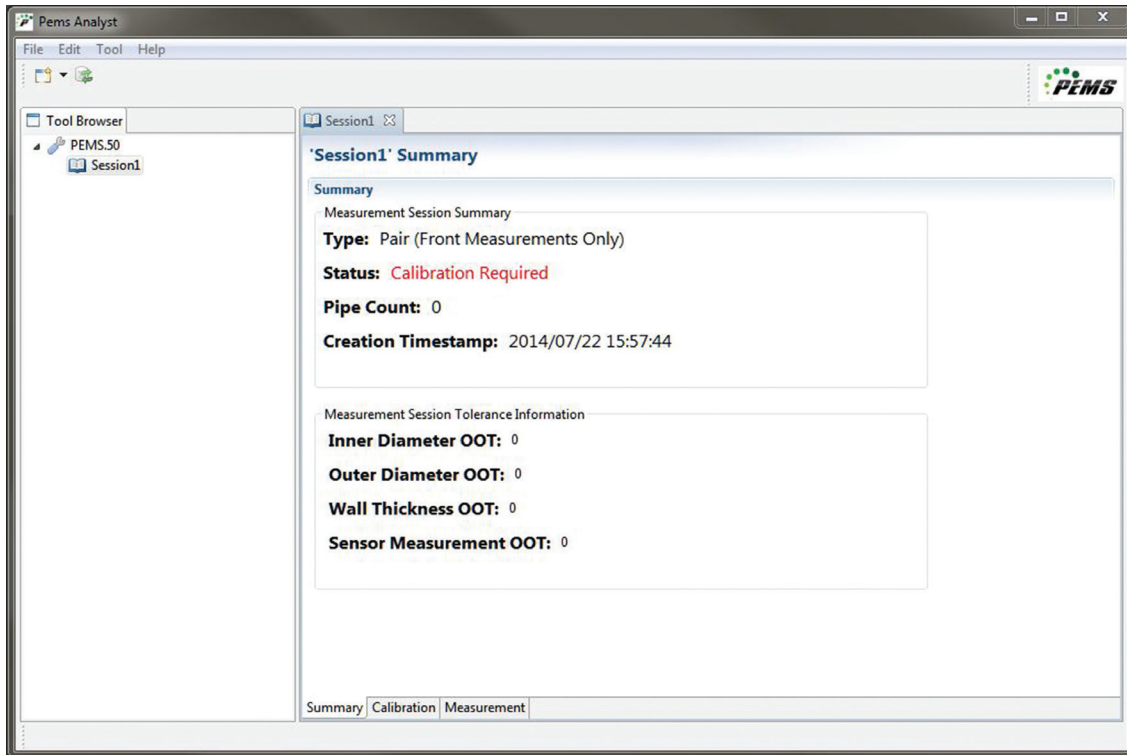 Pems Analyst
File Edit Tool Help
PEMS
Tool Browser
PEMS.50
Session1
Session1
'Session1' Summary
Summary
Measurement Session Summary
Type: Pair (Front Measurements Only)
Status: Calibration Required
Pipe Count: 0
Creation Timestamp: 2014/07/22 15:57:44
Measurement Session Tolerance Information
Inner Diameter OOT: 0
Outer Diameter OOT: 0
Wall Thickness OOT: 0
Sensor Measurement OOT: 0
Summary Calibration Measurement